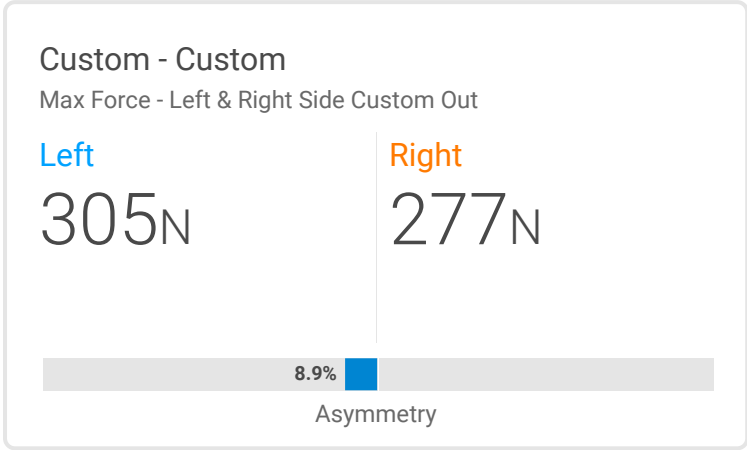 Custom - Custom
Max Force - Left & Right Side Custom Out
Left
Right
305N
277N
8.9%
Asymmetry